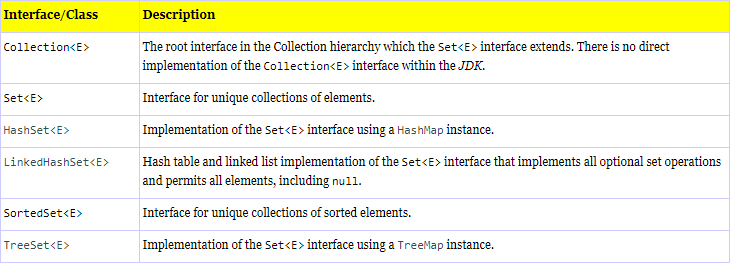 Interface/Class Description
Collection<E> The root interface in the Collection hierarchy which the Set<E> interface extends. There is no direct
implementation of the Collection<E> interface within the JDK.
Set<E> Interface for unique collections of elements.
HashSet<E> Implementation of the Set<E> interface using a HashMap instance.
LinkedHashSet<E> Hash table and linked list implementation of the Set<E> interface that implements all optional set operations
and permits all elements, including null.
SortedSet<E> Interface for unique collections of sorted elements.
TreeSet<E> Implementation of the Set<E> interface using a TreeMap instance.